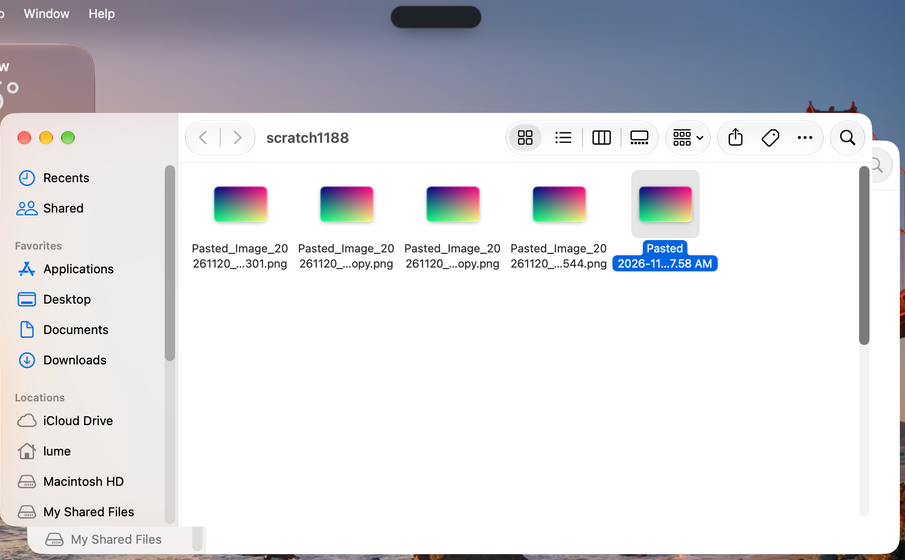 Window Help
scratch1188
Recents
Shared
Favorites
Applications
Desktop
Documents
Downloads
Locations
iCloud Drive
lume
Macintosh HD
My Shared Files
My Shared Files
Pasted_Image_20
261120_...301.png
Pasted_Image_20
261120_...opy.png
Pasted_Image_20
261120_...opy.png
Pasted_Image_20
261120_...544.png
Pasted
2026-11...7.58 AM